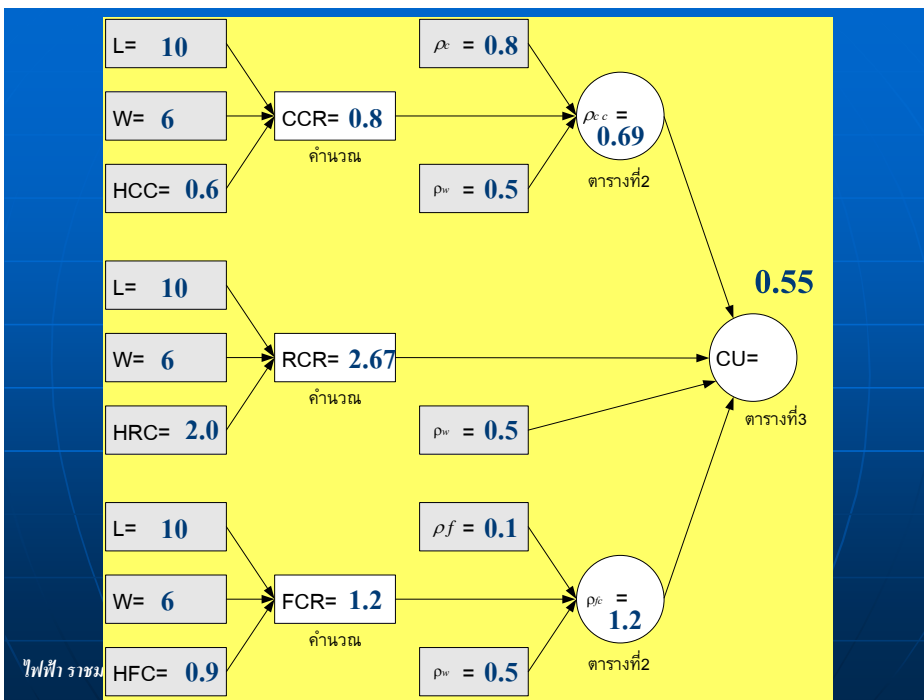 L= 10
W= 6
HCC= 0.6
CCR= 0.8
คำนวณ
ρc = 0.8
ρw = 0.5
ρcc = 0.69
ตารางที่2
L= 10
W= 6
HRC= 2.0
RCR= 2.67
คำนวณ
ρw = 0.5
0.55
CU=
ตารางที่3
L= 10
W= 6
HFC= 0.9
FCR= 1.2
คำนวณ
ρf = 0.1
ρw = 0.5
ρfc = 1.2
ตารางที่2
ไฟฟ้า ราชม